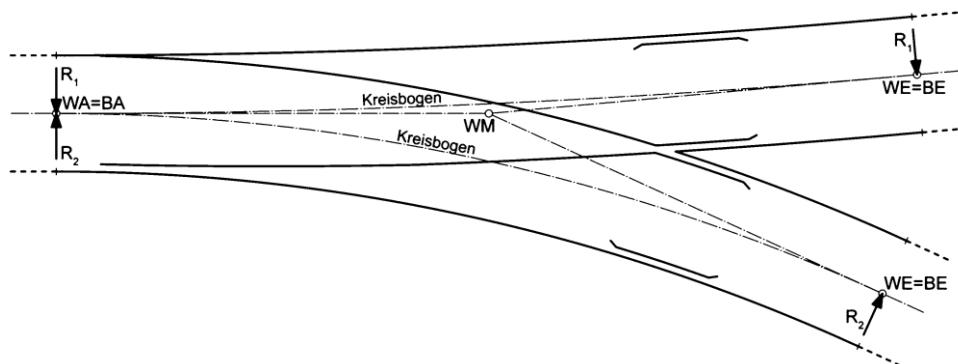 R1
R1
WA=BA
WE=BE
Kreisbogen
WM
Kreisbogen
R2
WE=BE
R2